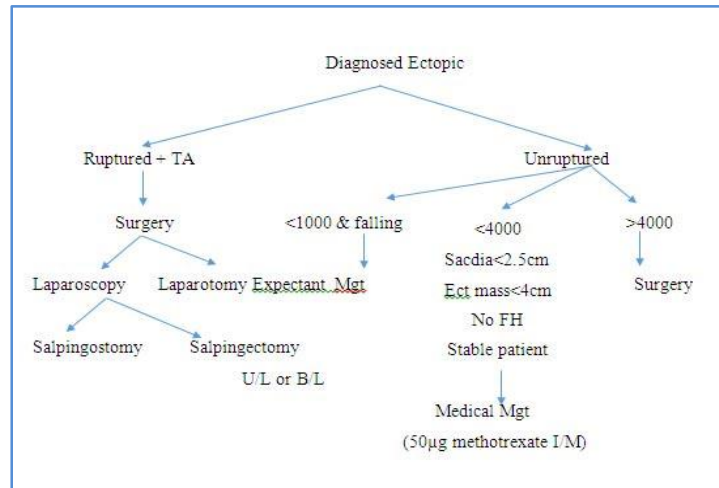 Diagnosed Ectopic
Ruptured + TA
Unruptured
Surgery
<1000 & falling
<4000
>4000
Sacdia<2.5cm
Laparoscopy
Laparotomy
Expectant Mgt
Ect mass<4cm
Surgery
No FH
Salpingostomy
Salpingectomy
Stable patient
U/L or B/L
Medical Mgt
(50µg methotrexate I/M)